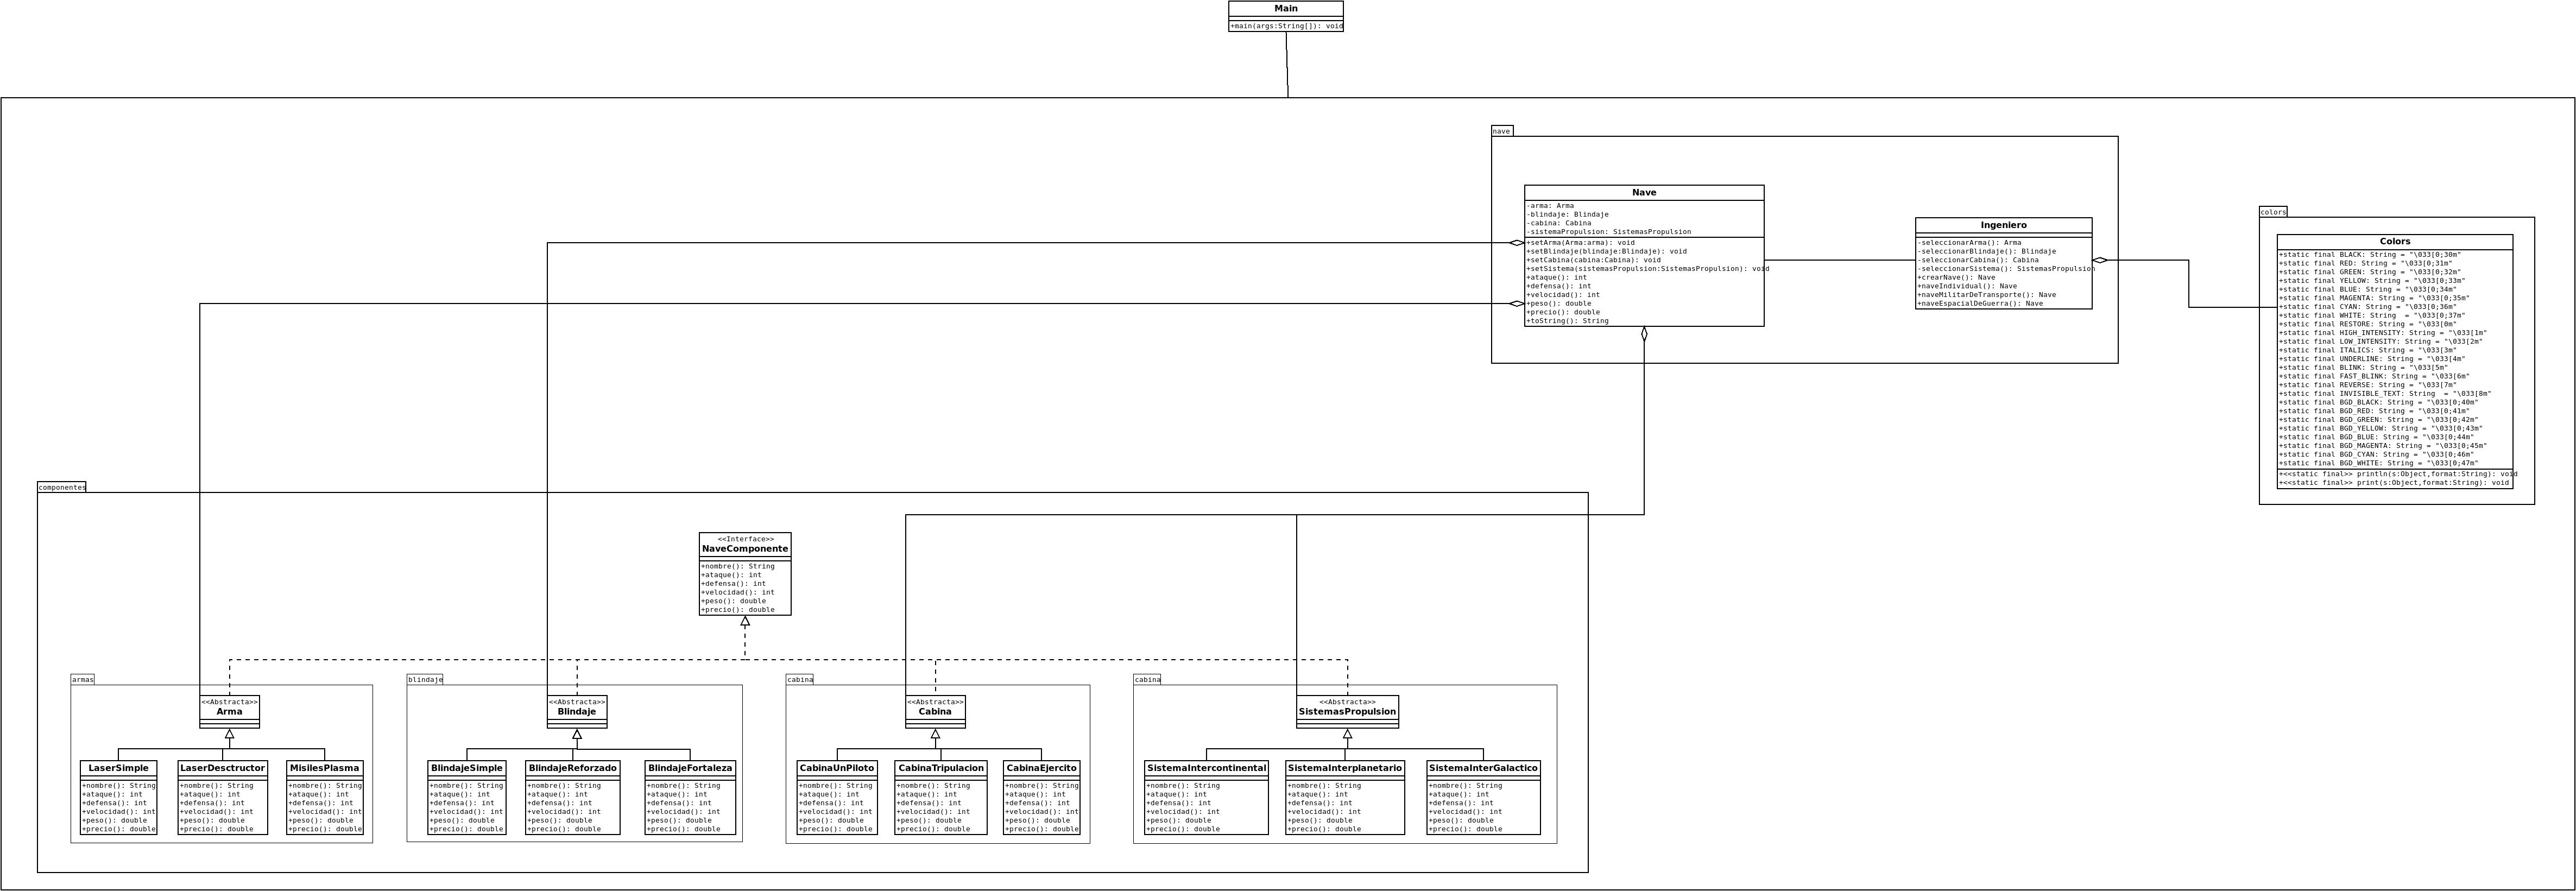 Main
+main(args:String[]): void
nave
Nave
-arma: Arma
-blindaje: Blindaje
-cabina: Cabina
-sistemaPropulsion: SistemasPropulsion
+setArma(Arma:arma): void
+setBlindaje(blindaje:Blindaje): void
+setCabina(cabina:Cabina): void
+setSistema(sistemasPropulsion:SistemasPropulsion): void
+ataque(): int
+defensa(): int
+velocidad(): int
+peso(): double
+precio(): double
+toString(): String
Ingeniero
-seleccionarArma(): Arma
-seleccionarBlindaje(): Blindaje
-seleccionarCabina(): Cabina
-seleccionarSistema(): SistemasPropulsion
+crearNave(): Nave
+naveIndividual(): Nave
+naveMilitarDeTransporte(): Nave
+naveEspacialDeGuerra(): Nave
colors
Colors
+static final BLACK: String = "\033[0;30m"
+static final RED: String = "\033[0;31m"
+static final GREEN: String = "\033[0;32m"
+static final YELLOW: String = "\033[0;33m"
+static final BLUE: String = "\033[0;34m"
+static final MAGENTA: String = "\033[0;35m"
+static final CYAN: String = "\033[0;36m"
+static final WHITE: String  = "\033[0;37m"
+static final RESTORE: String = "\033[0m"
+static final HIGH_INTENSITY: String = "\033[1m"
+static final LOW_INTENSITY: String = "\033[2m"
+static final ITALICS: String = "\033[3m"
+static final UNDERLINE: String = "\033[4m"
+static final BLINK: String = "\033[5m"
+static final FAST_BLINK: String = "\033[6m"
+static final REVERSE: String = "\033[7m"
+static final INVISIBLE_TEXT: String  = "\033[8m"
+static final BGD_BLACK: String = "\033[0;40m"
+static final BGD_RED: String = "\033[0;41m"
+static final BGD_GREEN: String = "\033[0;42m"
+static final BGD_YELLOW: String = "\033[0;43m"
+static final BGD_BLUE: String = "\033[0;44m"
+static final BGD_MAGENTA: String = "\033[0;45m"
+static final BGD_CYAN: String = "\033[0;46m"
+static final BGD_WHITE: String = "\033[0;47m"
+<<static final>> println(s:Object,format:String): void
+<<static final>> print(s:Object,format:String): void
componentes
<<Interface>>
NaveComponente
+nombre(): String
+ataque(): int
+defensa(): int
+velocidad(): int
+peso(): double
+precio(): double
armas
<<Abstracta>>
Arma
LaserSimple
+nombre(): String
+ataque(): int
+defensa(): int
+velocidad(): int
+peso(): double
+precio(): double
LaserDesctructor
+nombre(): String
+ataque(): int
+defensa(): int
+velocidad(): int
+peso(): double
+precio(): double
MisilesPlasma
+nombre(): String
+ataque(): int
+defensa(): int
+velocidad(): int
+peso(): double
+precio(): double
blindaje
<<Abstracta>>
Blindaje
BlindajeSimple
+nombre(): String
+ataque(): int
+defensa(): int
+velocidad(): int
+peso(): double
+precio(): double
BlindajeReforzado
+nombre(): String
+ataque(): int
+defensa(): int
+velocidad(): int
+peso(): double
+precio(): double
BlindajeFortaleza
+nombre(): String
+ataque(): int
+defensa(): int
+velocidad(): int
+peso(): double
+precio(): double
cabina
<<Abstracta>>
Cabina
CabinaUnPiloto
+nombre(): String
+ataque(): int
+defensa(): int
+velocidad(): int
+peso(): double
+precio(): double
CabinaTripulacion
+nombre(): String
+ataque(): int
+defensa(): int
+velocidad(): int
+peso(): double
+precio(): double
CabinaEjercito
+nombre(): String
+ataque(): int
+defensa(): int
+velocidad(): int
+peso(): double
+precio(): double
cabina
<<Abstracta>>
SistemasPropulsion
SistemaIntercontinental
+nombre(): String
+ataque(): int
+defensa(): int
+velocidad(): int
+peso(): double
+precio(): double
SistemaInterplanetario
+nombre(): String
+ataque(): int
+defensa(): int
+velocidad(): int
+peso(): double
+precio(): double
SistemaInterGalactico
+nombre(): String
+ataque(): int
+defensa(): int
+velocidad(): int
+peso(): double
+precio(): double